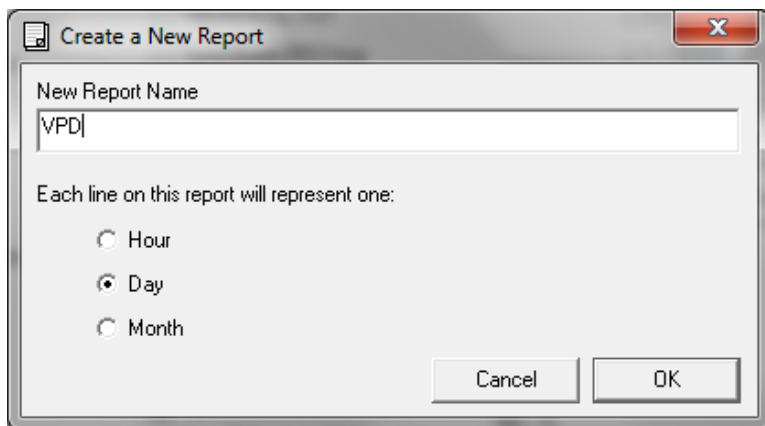 Create a New Report
New Report Name
VPD
Each line on this report will represent one:
Hour
Day
Month
Cancel
OK